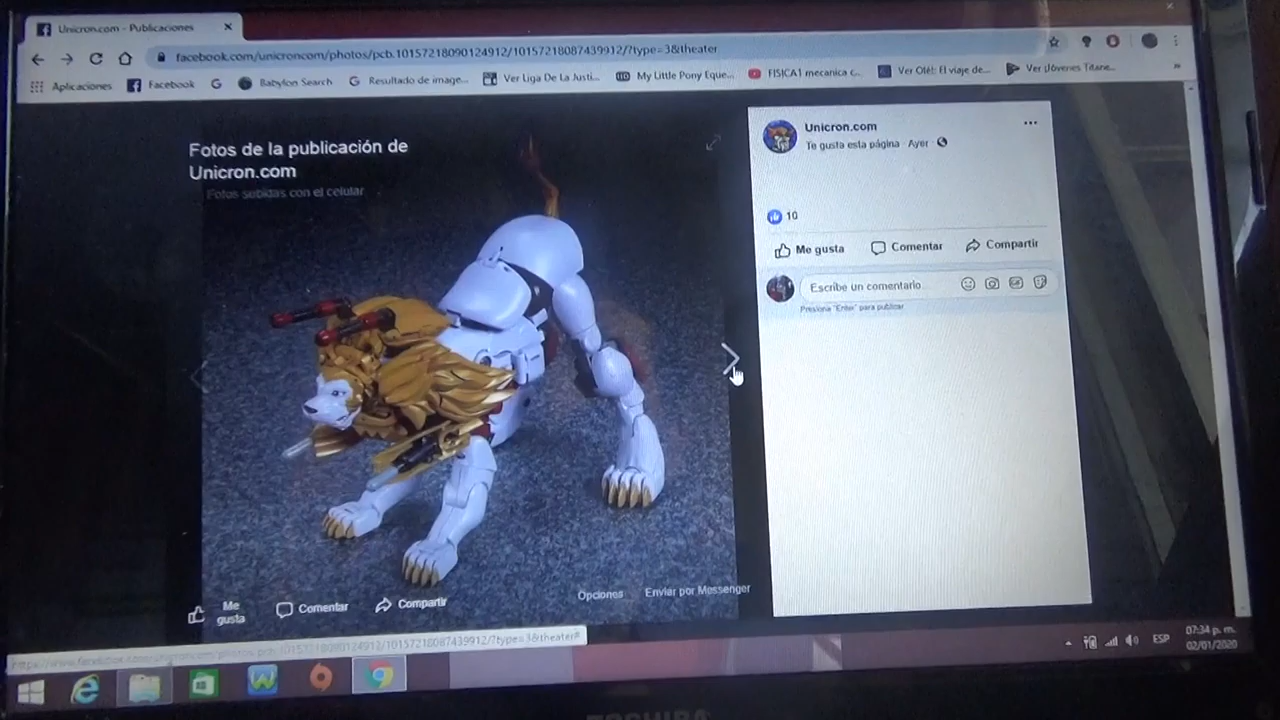 Unicron.com - Publicaciones
facebook.com/unicroncom/photos/pcb.10157218090124912/10157218087439912/?type=3&theater
Aplicaciones
Facebook
Babylon Search
Resultado de image...
Ver Liga De La Justi...
My Little Pony Eque...
FISICA1 mecanica c...
Ver Olé!: El viaje de...
Ver ¡Jóvenes Titane...
Fotos de la publicación de
Unicron.com
Fotos subidas con el celular
Unicron.com
Te gusta esta página · Ayer
10
Me gusta
Comentar
Compartir
Escribe un comentario...
Presiona "Enter" para publicar.
Me
gusta
Comentar
Compartir
Opciones
Enviar por Messenger
ESP
07:34 p. m.
02/01/2020